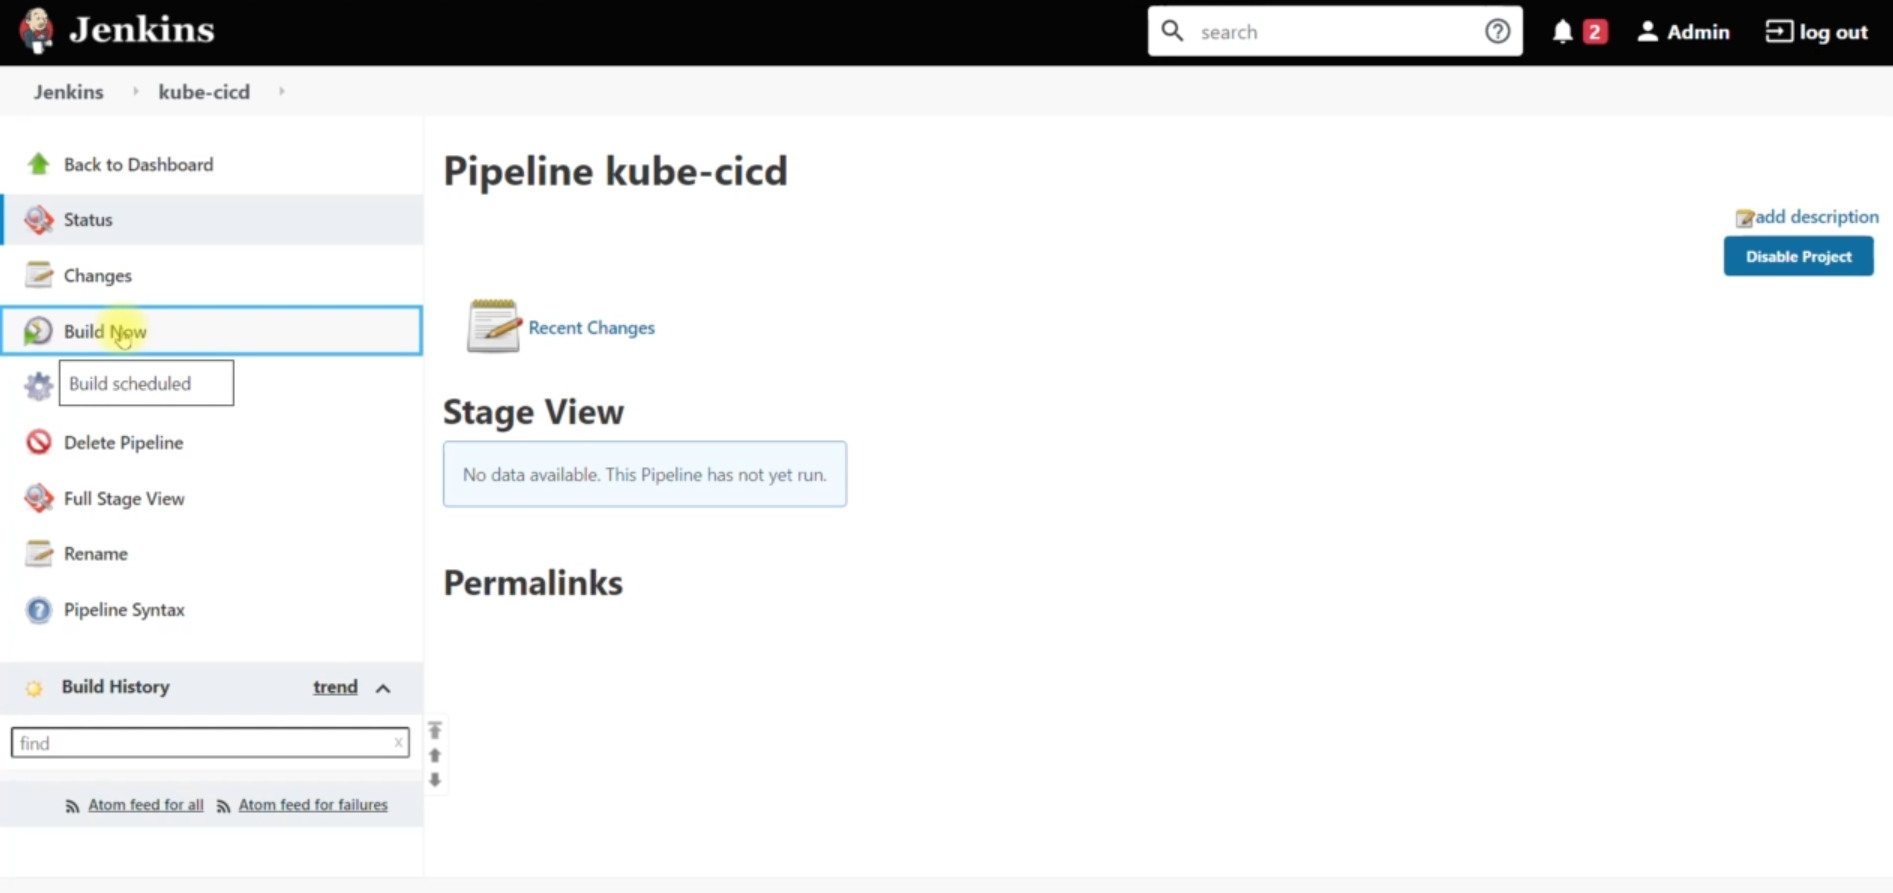 Jenkins
search
2
Admin
log out
Jenkins
kube-cicd
Back to Dashboard
Status
Changes
Build Now
Build scheduled
Delete Pipeline
Full Stage View
Rename
Pipeline Syntax
Build History
trend
find
x
Atom feed for all
Atom feed for failures
Pipeline kube-cicd
add description
Disable Project
Recent Changes
Stage View
No data available. This Pipeline has not yet run.
Permalinks